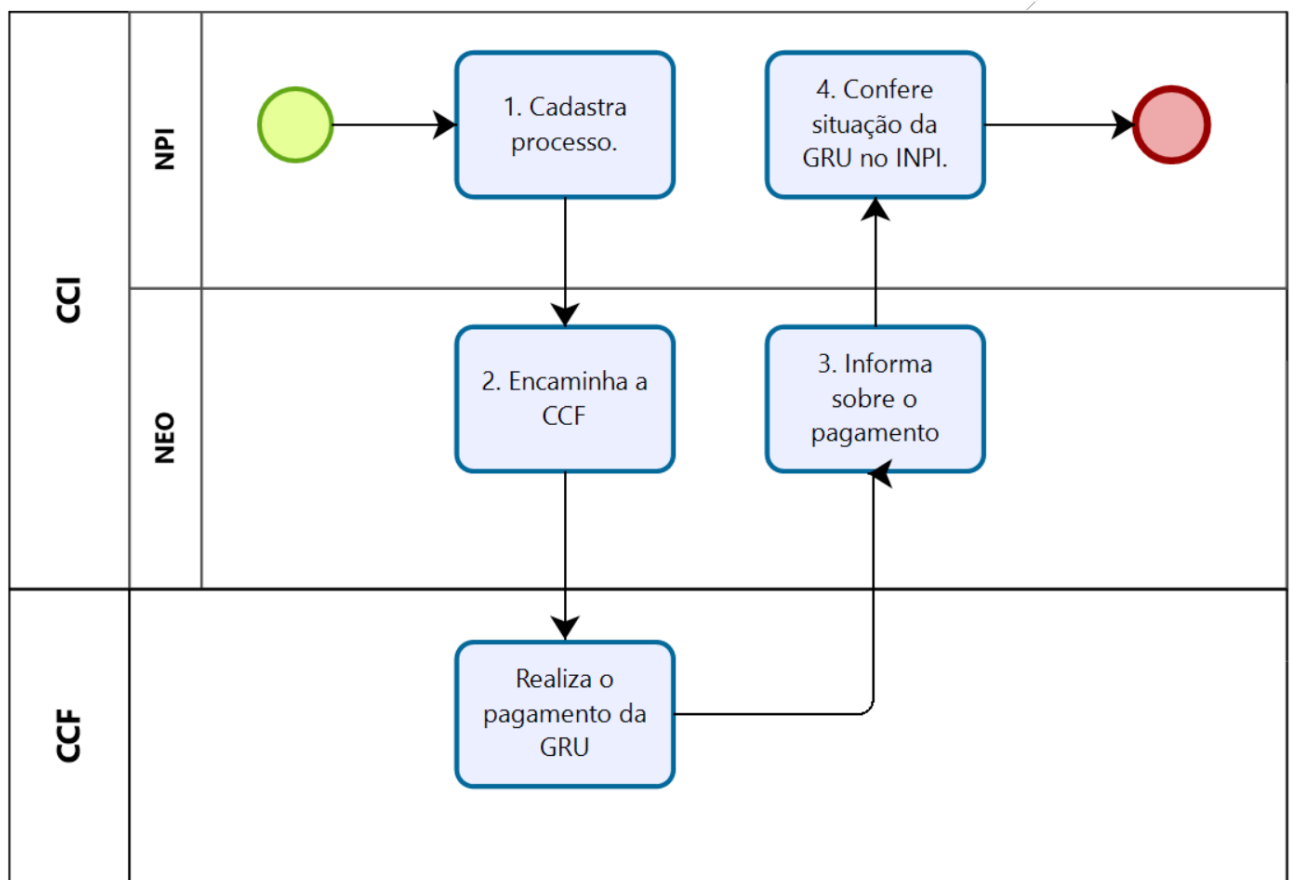 CCI
NPI
1. Cadastra
processo.
4. Confere
situação da
GRU no INPI.
NEO
2. Encaminha a
CCF
3. Informa
sobre o
pagamento
CCF
Realiza o
pagamento da
GRU